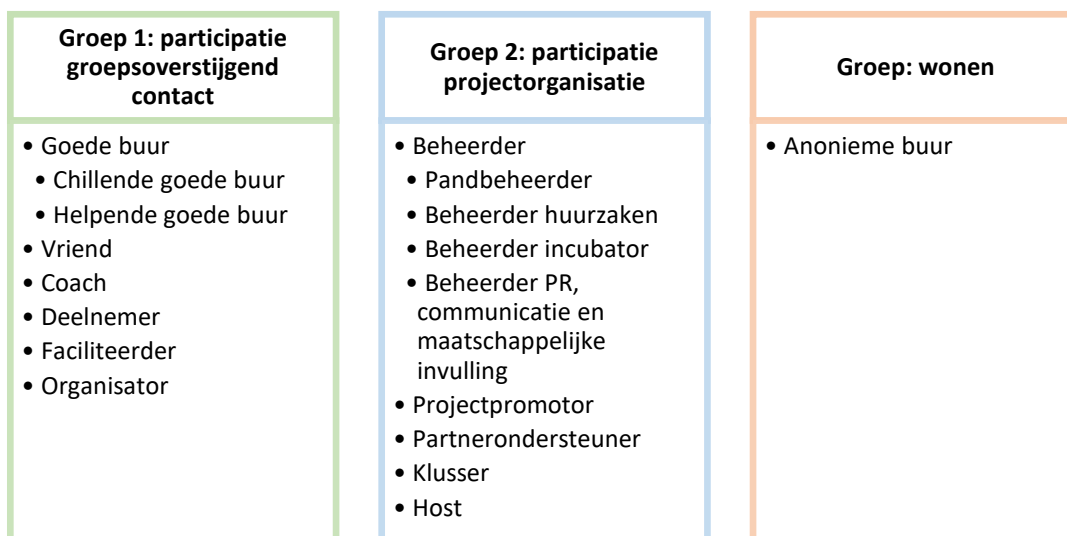 Groep 1: participatie
groepsoverstijgend
contact
• Goede buur
• Chillende goede buur
• Helpende goede buur
• Vriend
• Coach
• Deelnemer
• Faciliteerder
• Organisator
Groep 2: participatie
projectorganisatie
• Beheerder
• Pandbeheerder
• Beheerder huurzaken
• Beheerder incubator
• Beheerder PR,
communicatie en
maatschappelijke
invulling
• Projectpromotor
• Partnerondersteuner
• Klusser
• Host
Groep: wonen
• Anonieme buur